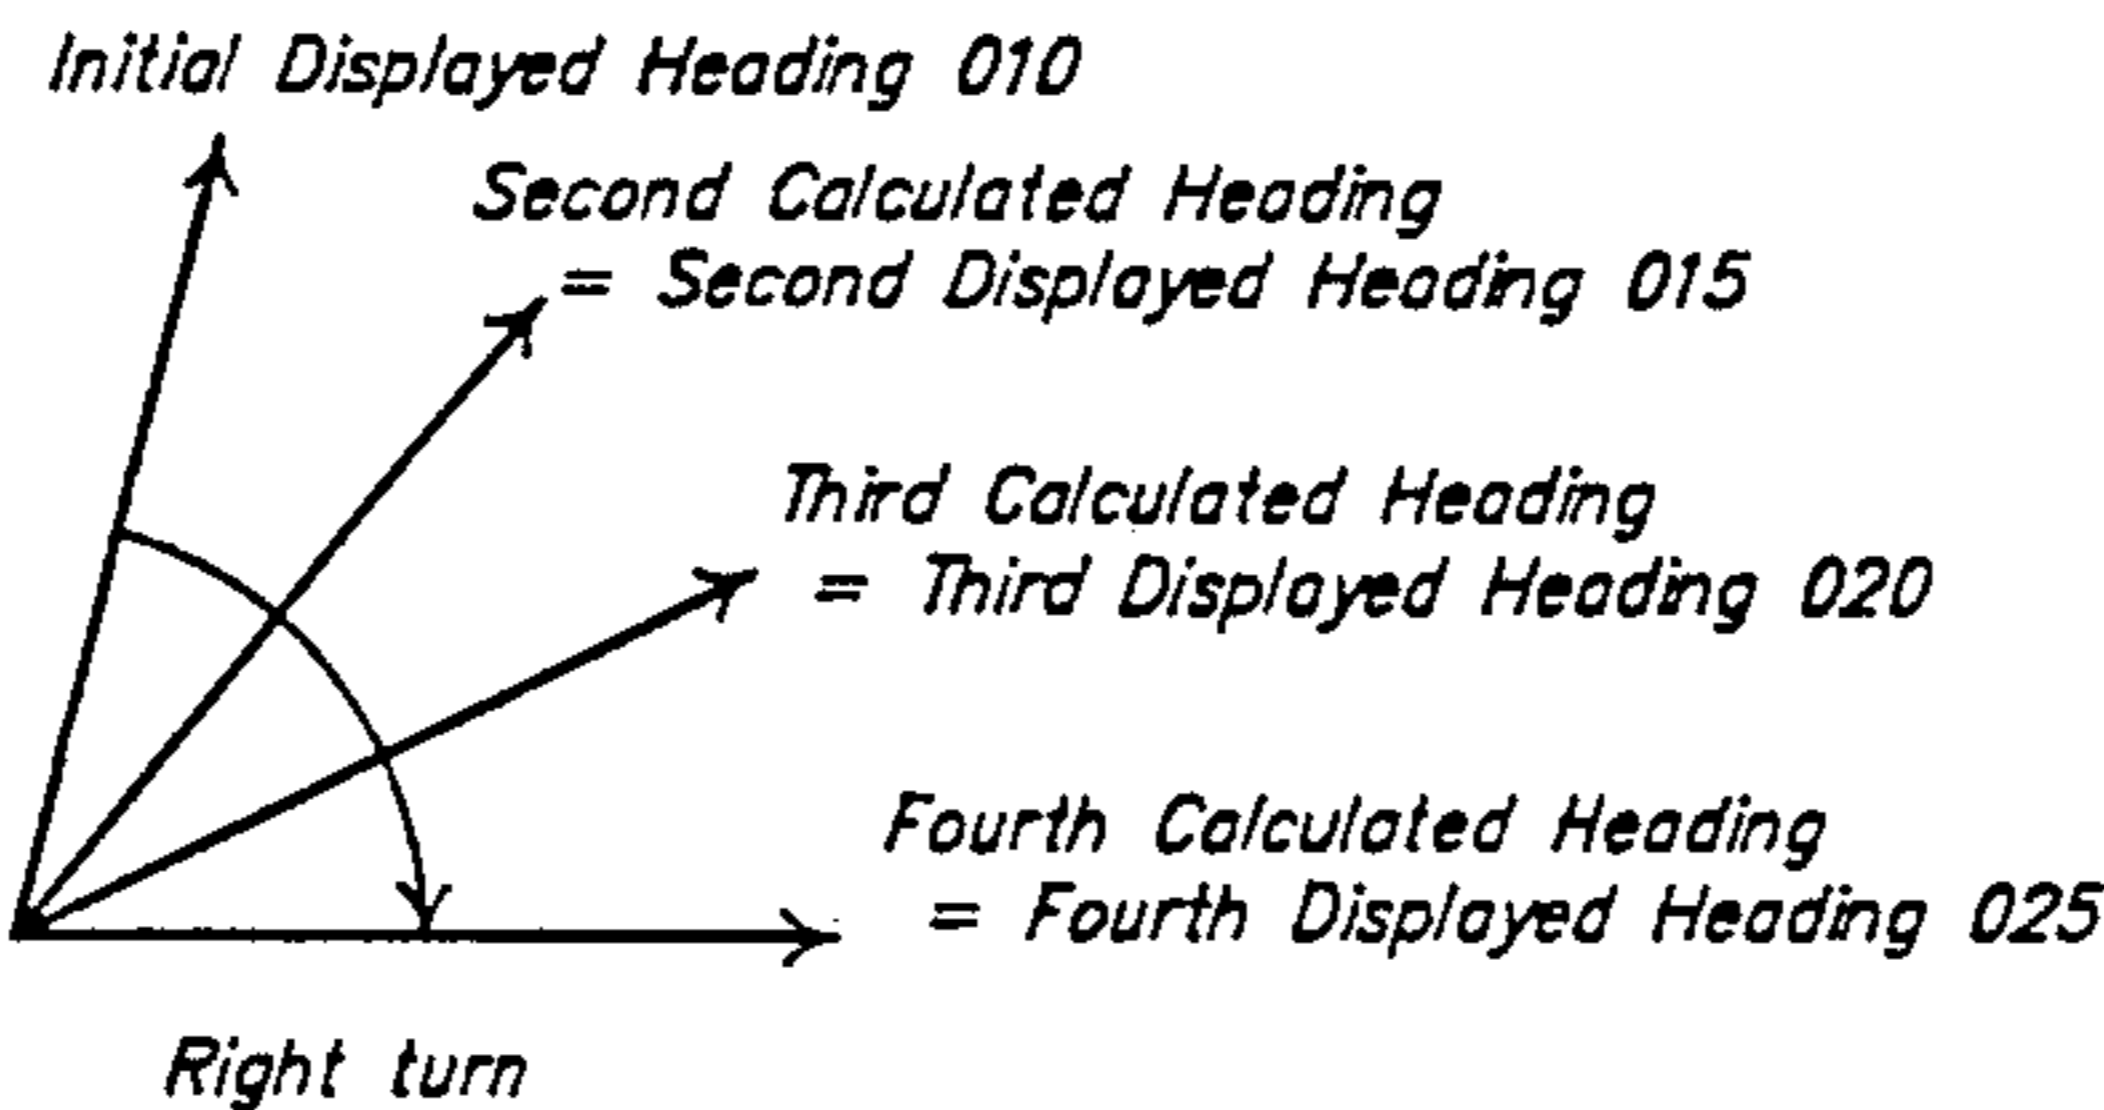 Initial Displayed Heading 010
Second Calculated Heading
= Second Displayed Heading 015
Third Calculated Heading
= Third Displayed Heading 020
Fourth Calculated Heading
= Fourth Displayed Heading 025
Right turn